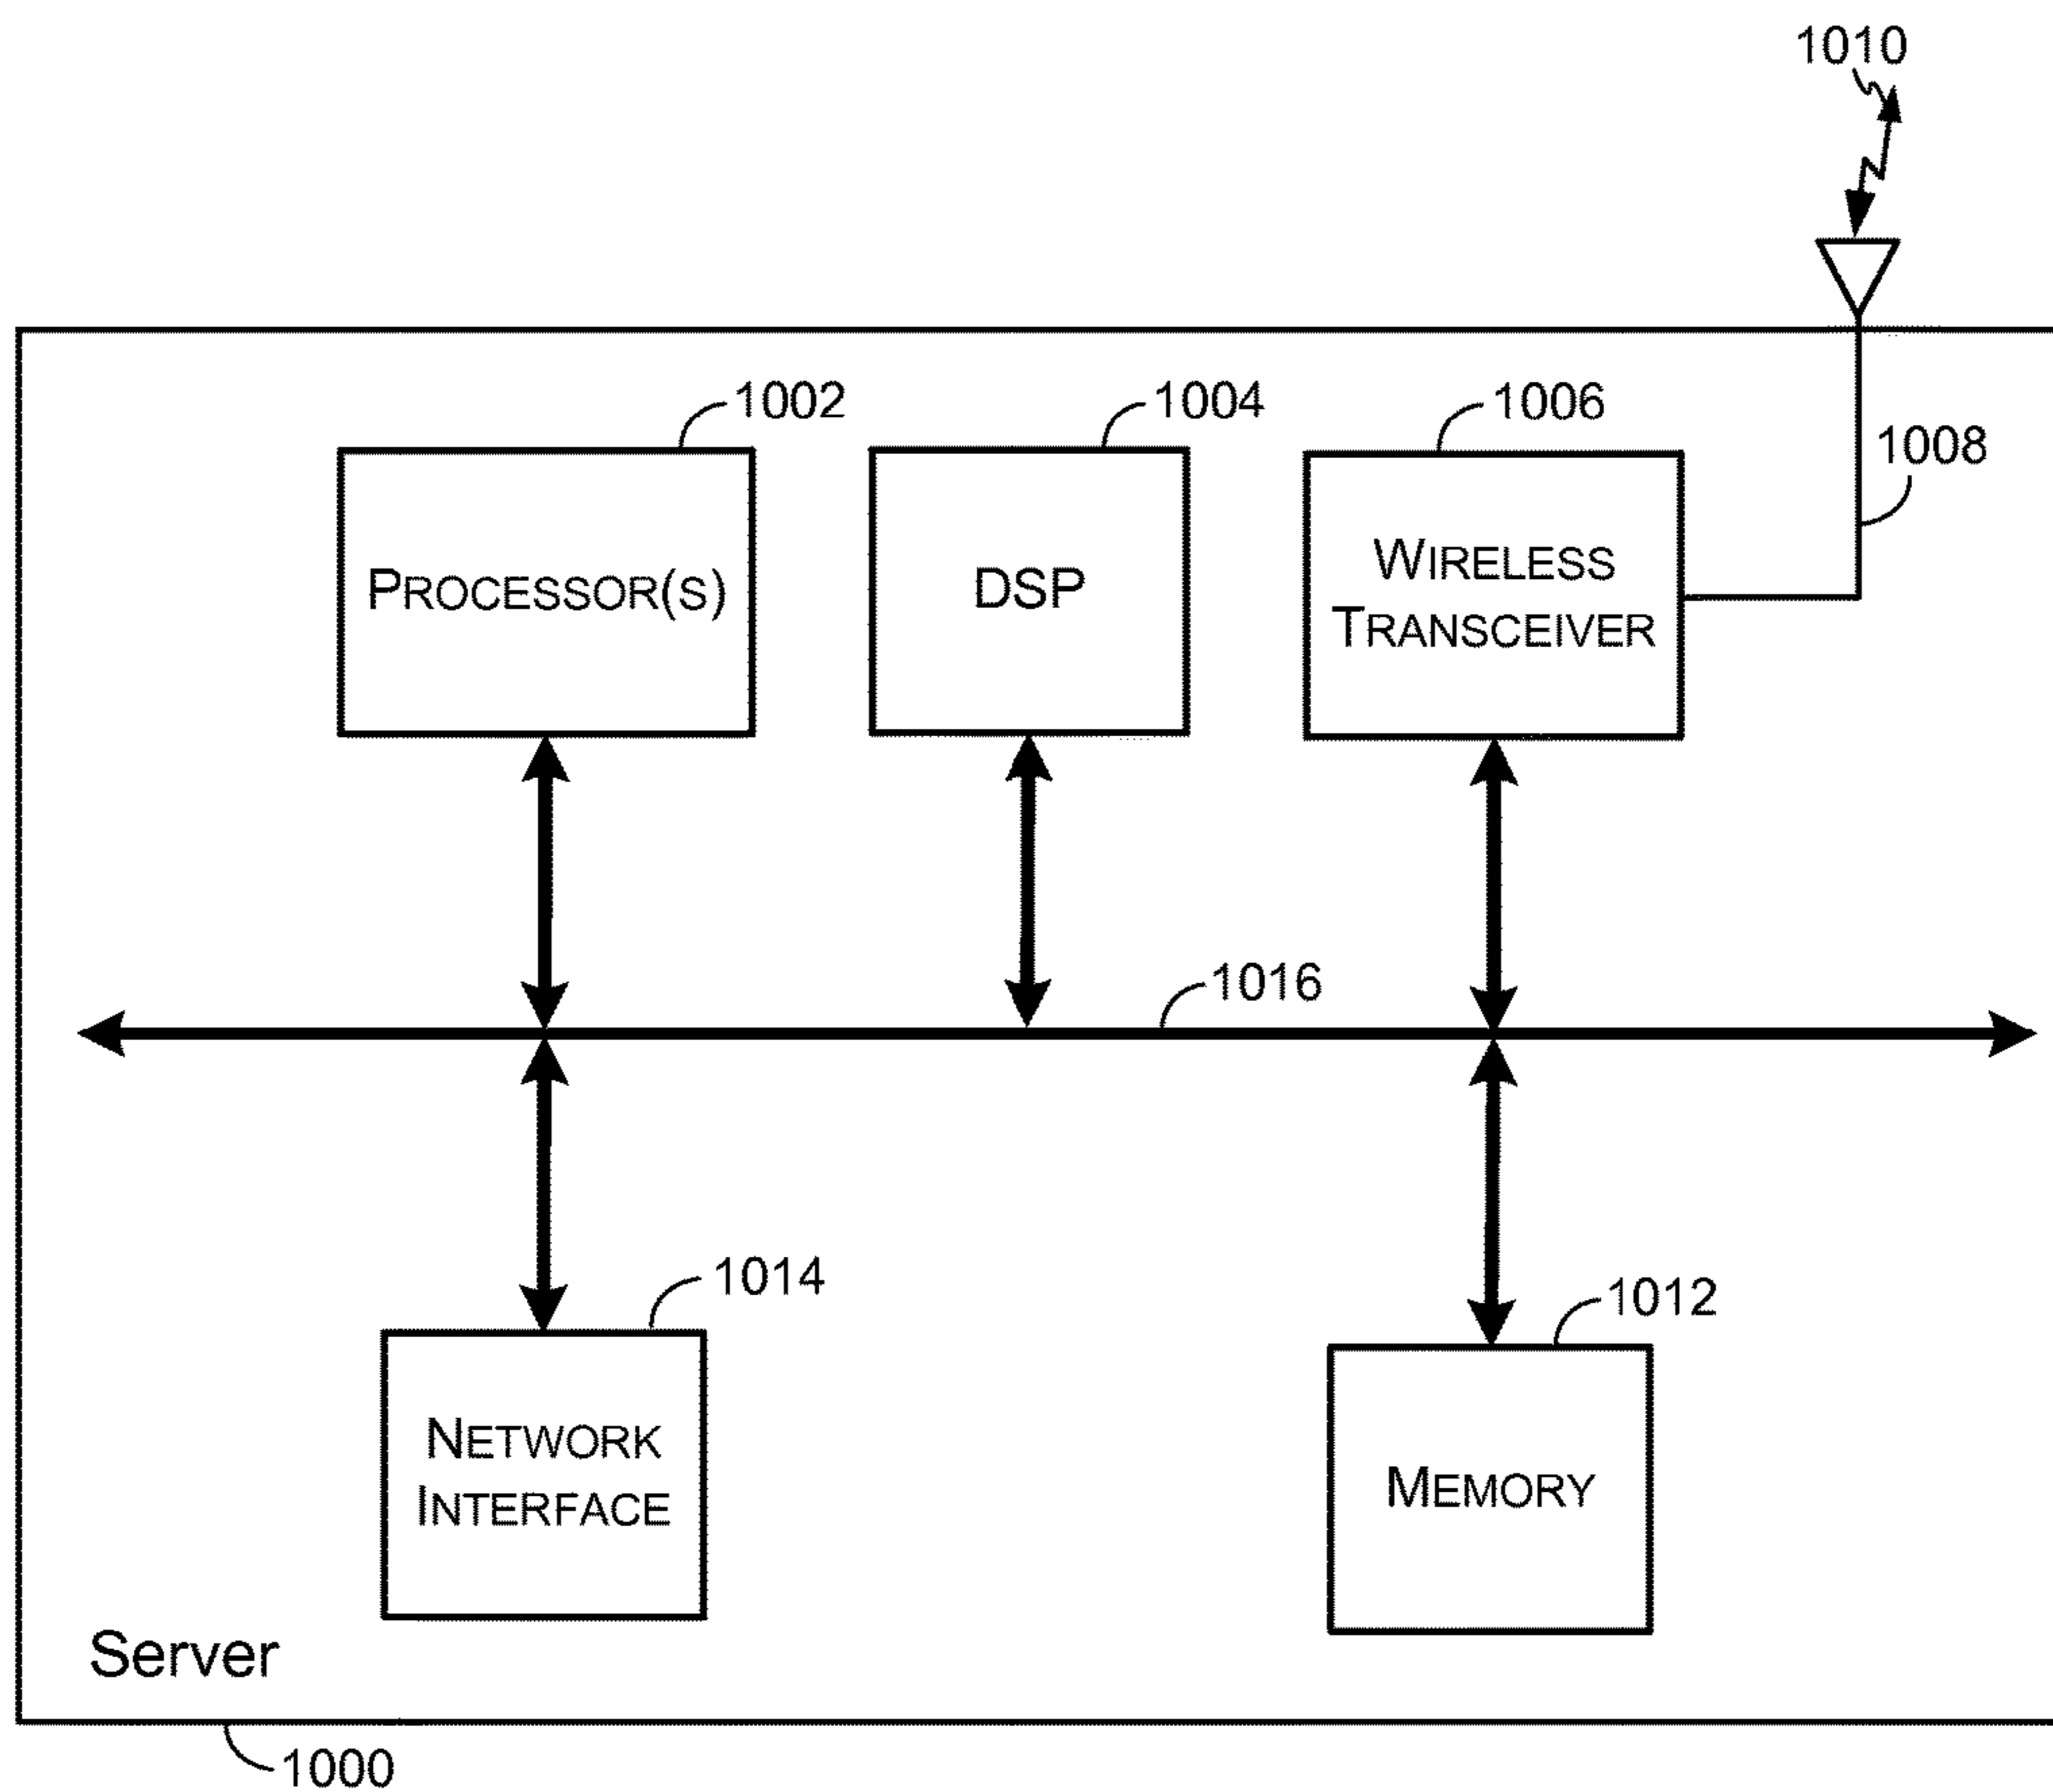 1010
1002
1004
1006
1008
PROCESSOR(S)
DSP
WIRELESS
TRANSCEIVER
1016
1014
1012
NETWORK
INTERFACE
MEMORY
Server
1000